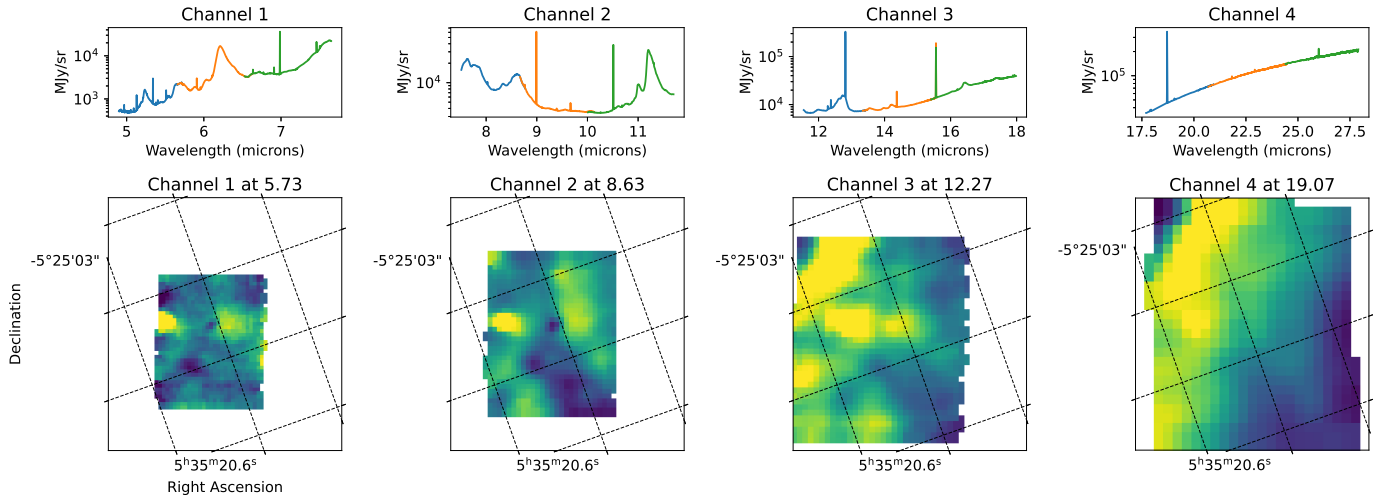 Channel 1
Channel 2
Channel 3
Channel 4
MJy/sr
10⁴
10³
5
6
7
Wavelength (microns)
MJy/sr
10⁴
8
9
10
11
Wavelength (microns)
MJy/sr
10⁵
10⁴
12
14
16
18
Wavelength (microns)
MJy/sr
10⁵
17.5
20.0
22.5
25.0
27.5
Wavelength (microns)
Channel 1 at 5.73
Channel 2 at 8.63
Channel 3 at 12.27
Channel 4 at 19.07
-5°25'03"
-5°25'03"
-5°25'03"
-5°25'03"
Declination
5ʰ35ᵐ20.6ˢ
5ʰ35ᵐ20.6ˢ
5ʰ35ᵐ20.6ˢ
5ʰ35ᵐ20.6ˢ
Right Ascension